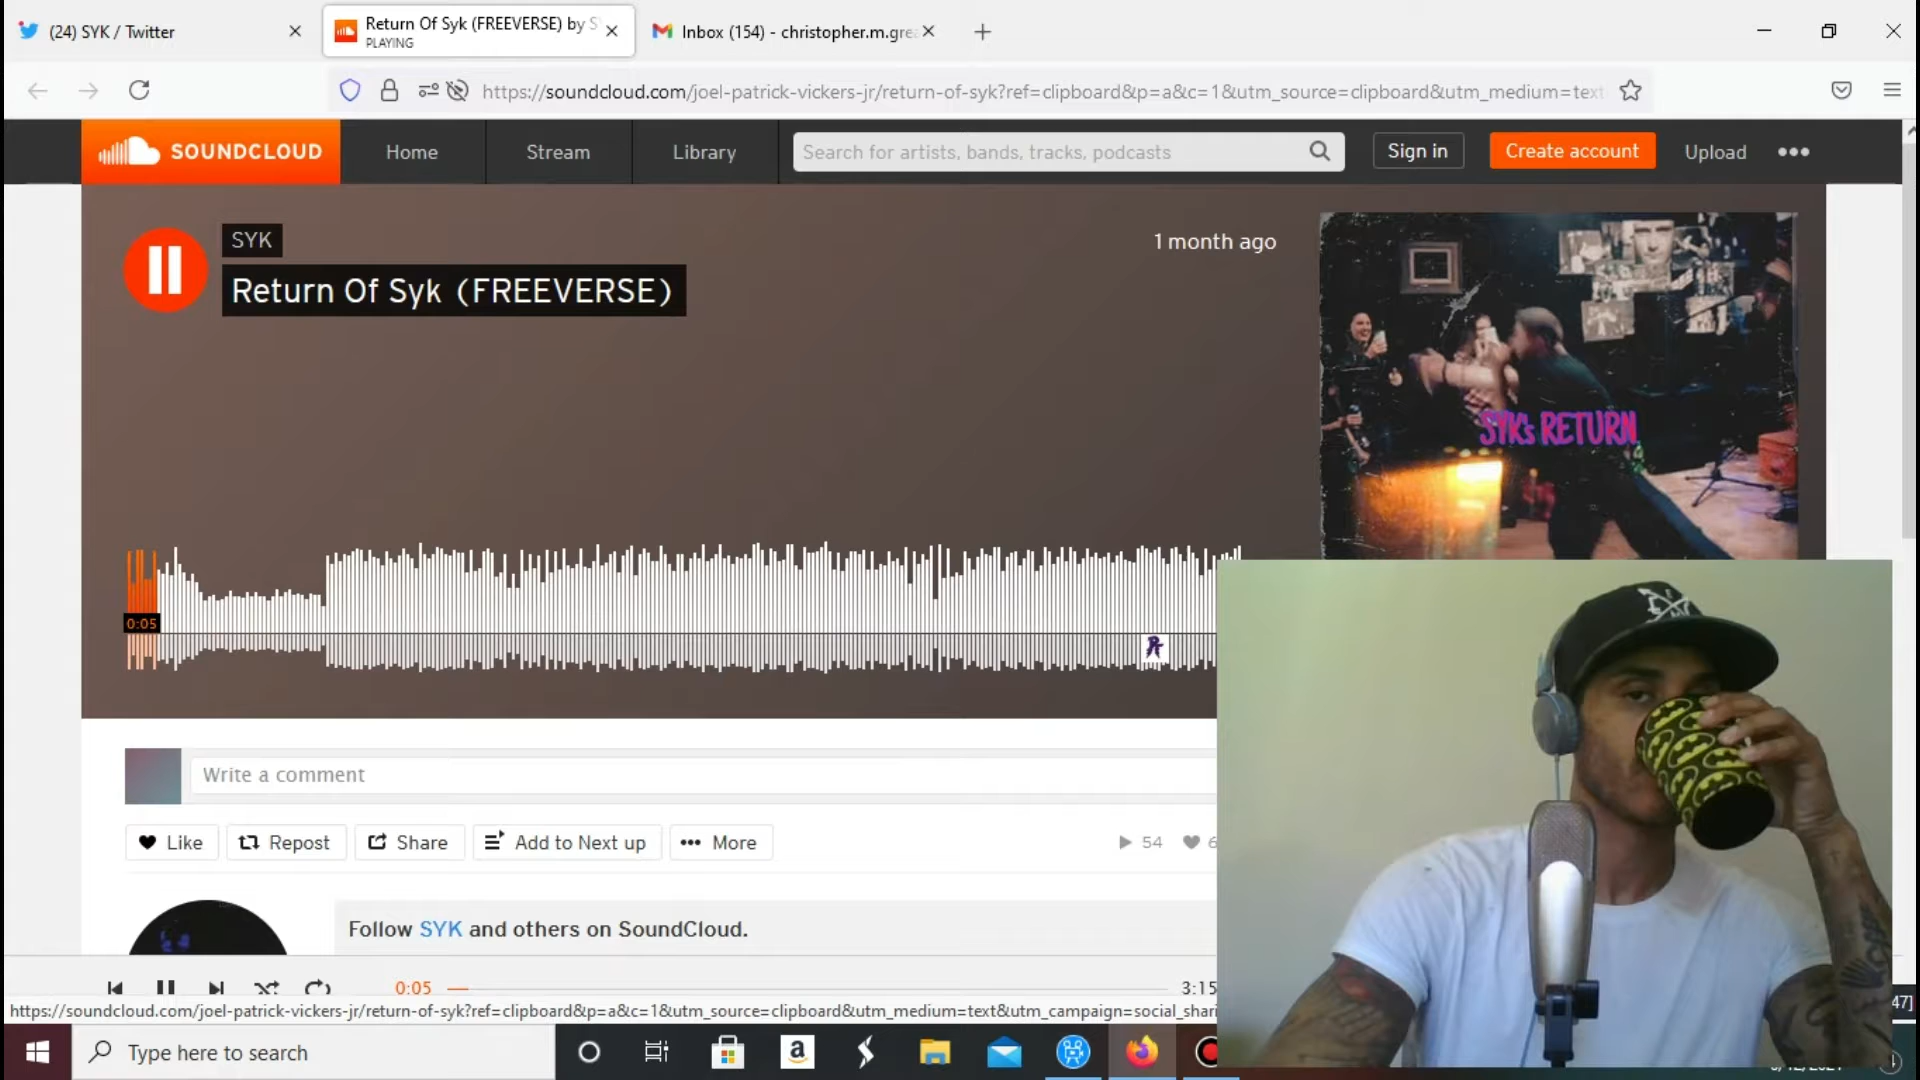 (24) SYK / Twitter
Return Of Syk (FREEVERSE) by S
PLAYING
Inbox (154) - christopher.m.grea
https://soundcloud.com/joel-patrick-vickers-jr/return-of-syk?ref=clipboard&p=a&c=1&utm_source=clipboard&utm_medium=text
SOUNDCLOUD
Home
Stream
Library
Search for artists, bands, tracks, podcasts
Sign in
Create account
Upload
SYK
1 month ago
Return Of Syk (FREEVERSE)
SYK's RETURN
0:05
Write a comment
Like
Repost
Share
Add to Next up
More
54
6
Follow SYK and others on SoundCloud.
0:05
3:15
https://soundcloud.com/joel-patrick-vickers-jr/return-of-syk?ref=clipboard&p=a&c=1&utm_source=clipboard&utm_medium=text&utm_campaign=social_shari
47]
Type here to search